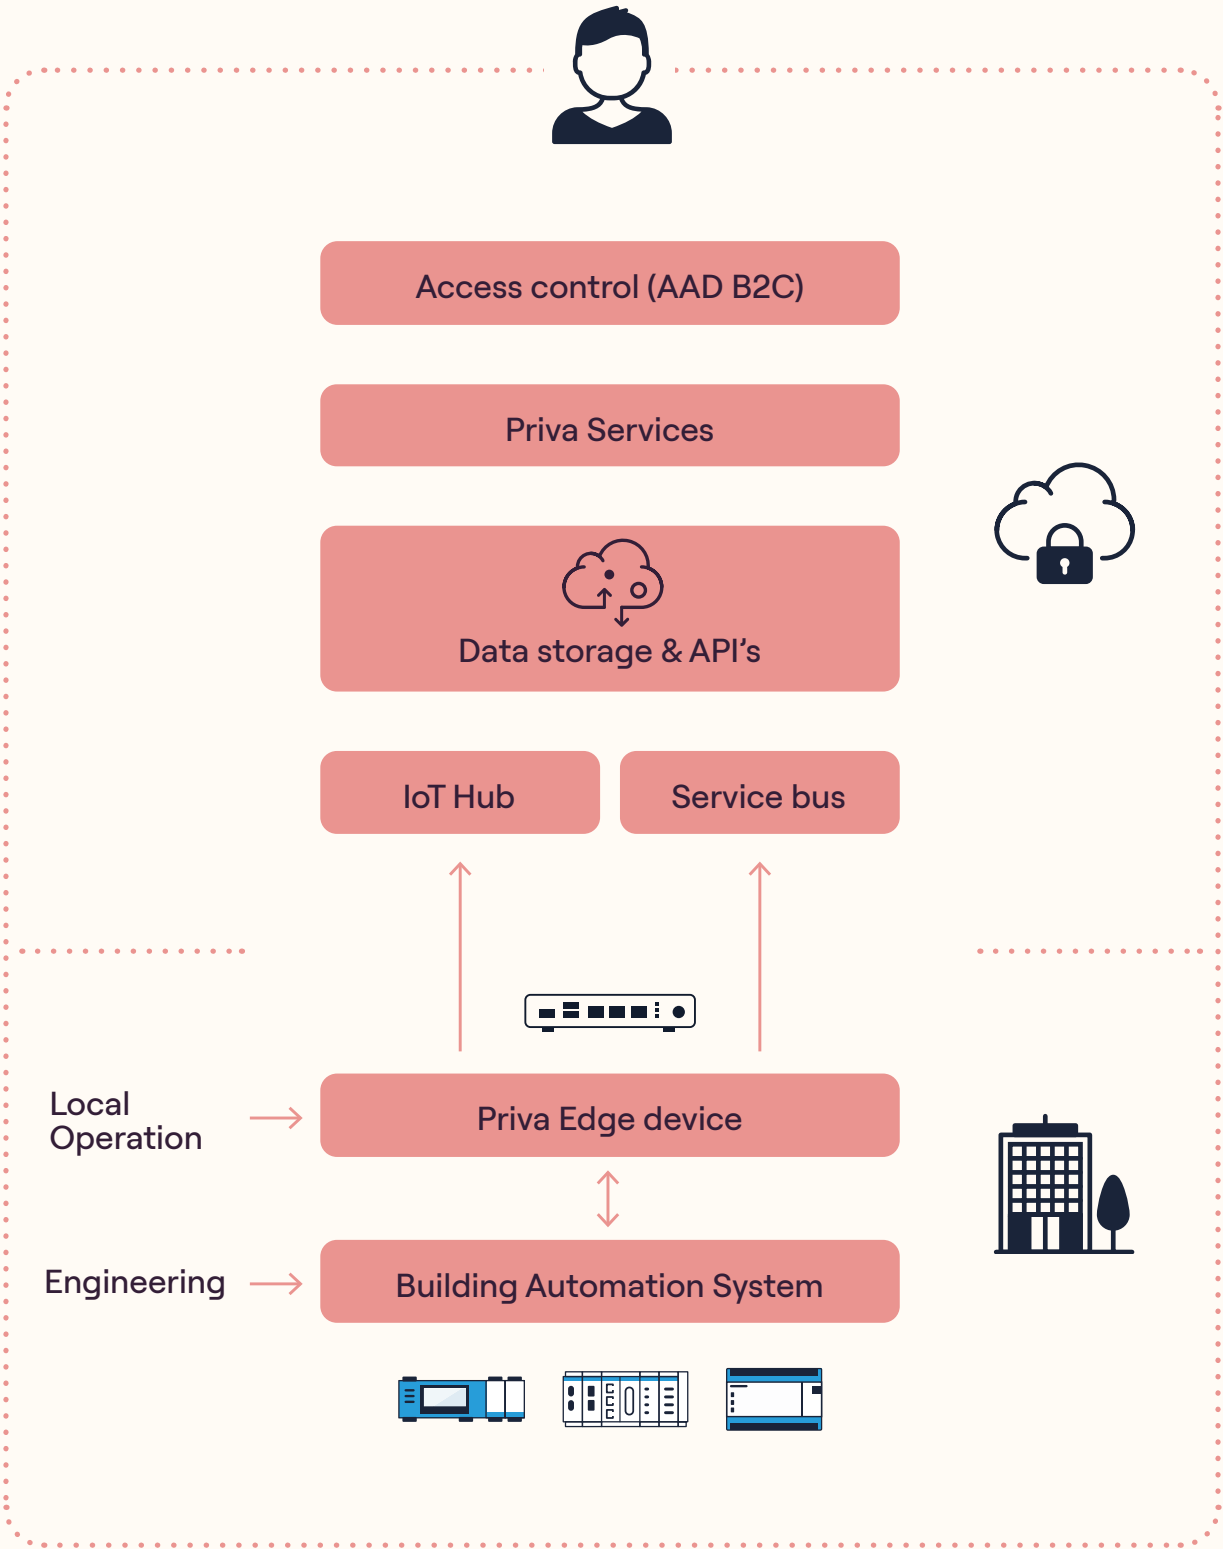 Access control (AAD B2C)
Priva Services
Data storage & API’s
IoT Hub
Service bus
Local
Operation
Priva Edge device
Engineering
Building Automation System